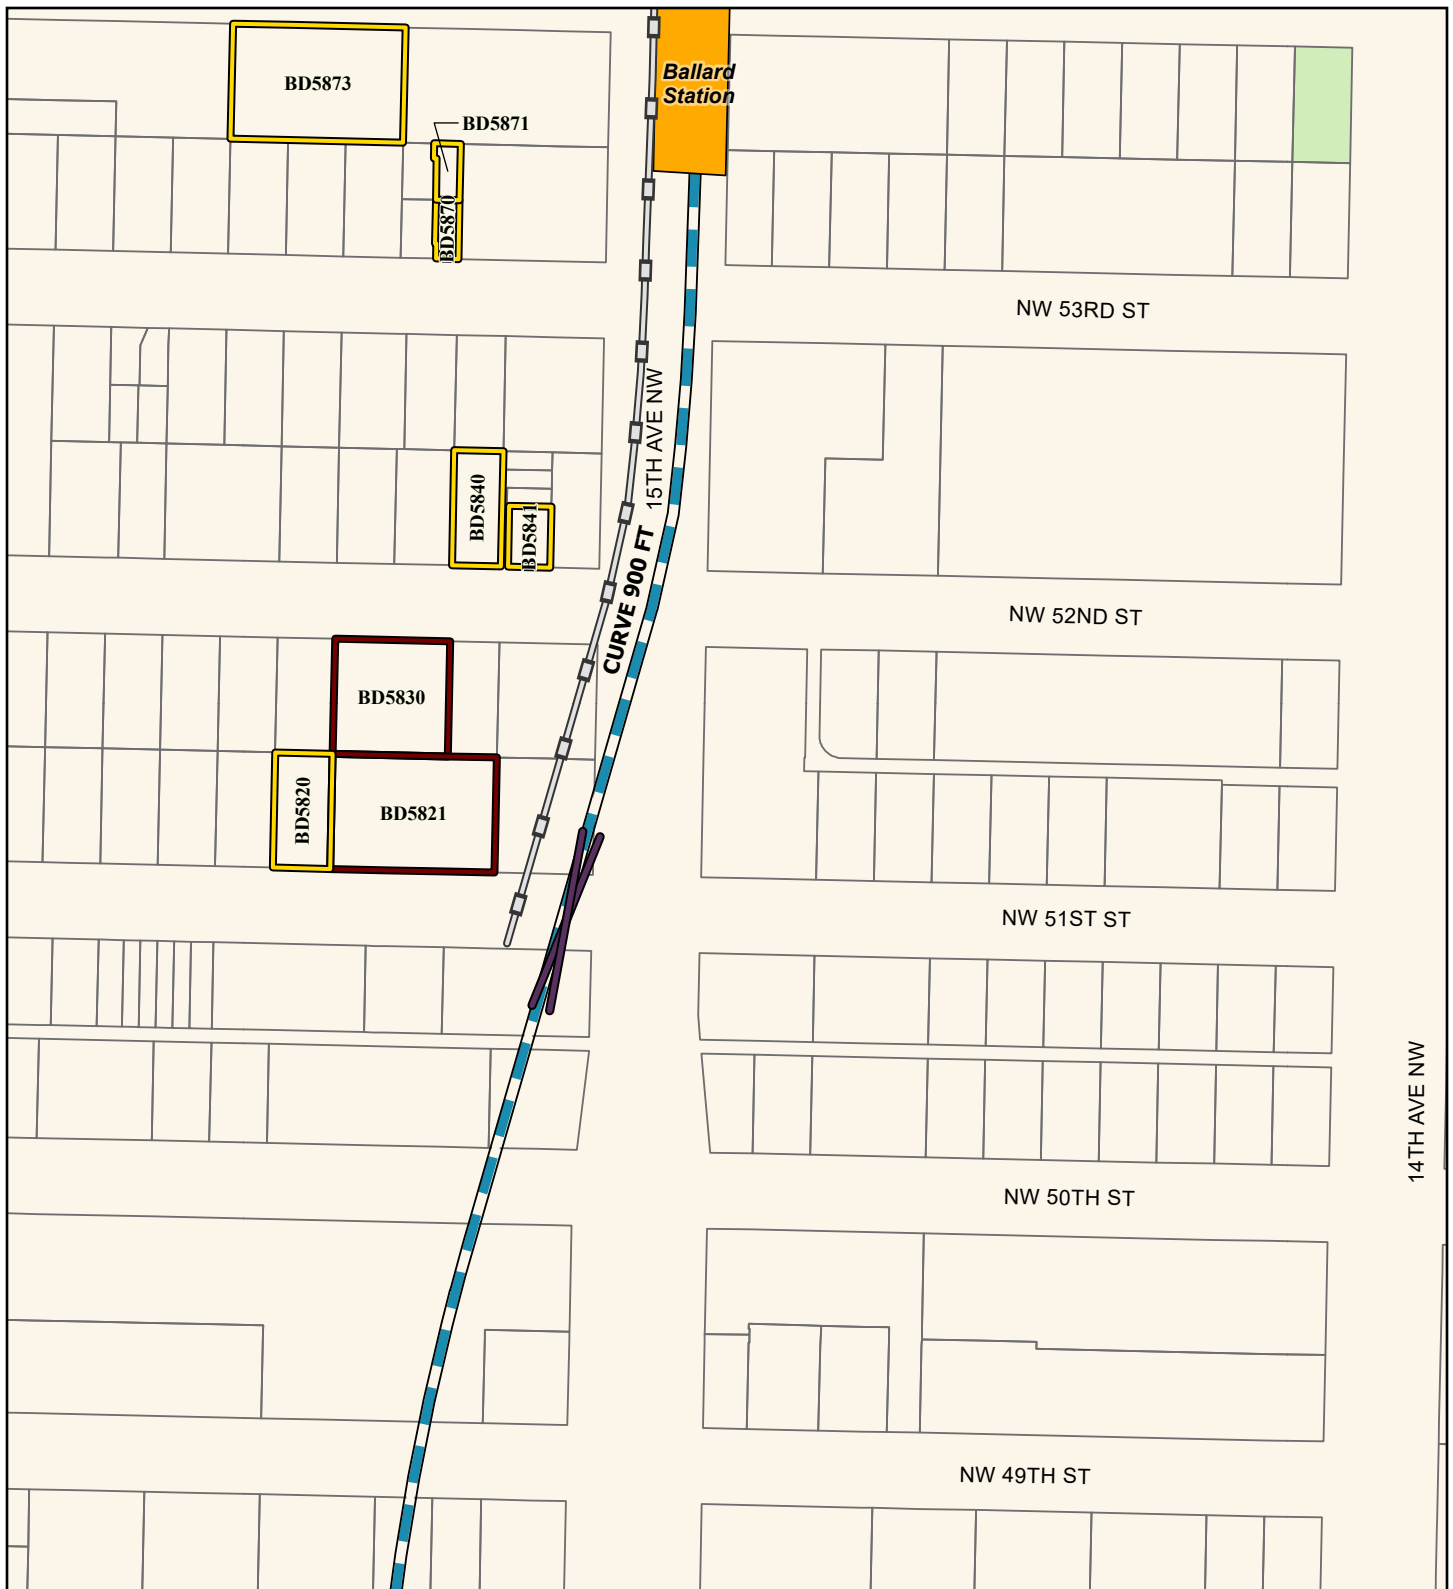 Ballard
Station
BD5873
BD5871
BD5870
NW 53RD ST
15TH AVE NW
BD5840
BD5841
CURVE 900 FT
NW 52ND ST
BD5830
BD5820
BD5821
NW 51ST ST
14TH AVE NW
NW 50TH ST
NW 49TH ST